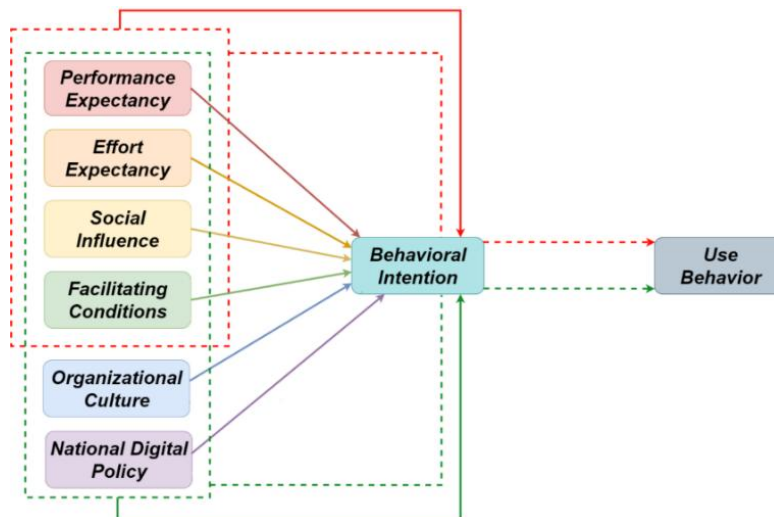 Performance
Expectancy
Effort
Expectancy
Social
Influence
Facilitating
Conditions
Organizational
Culture
National Digital
Policy
Behavioral
Intention
Use
Behavior